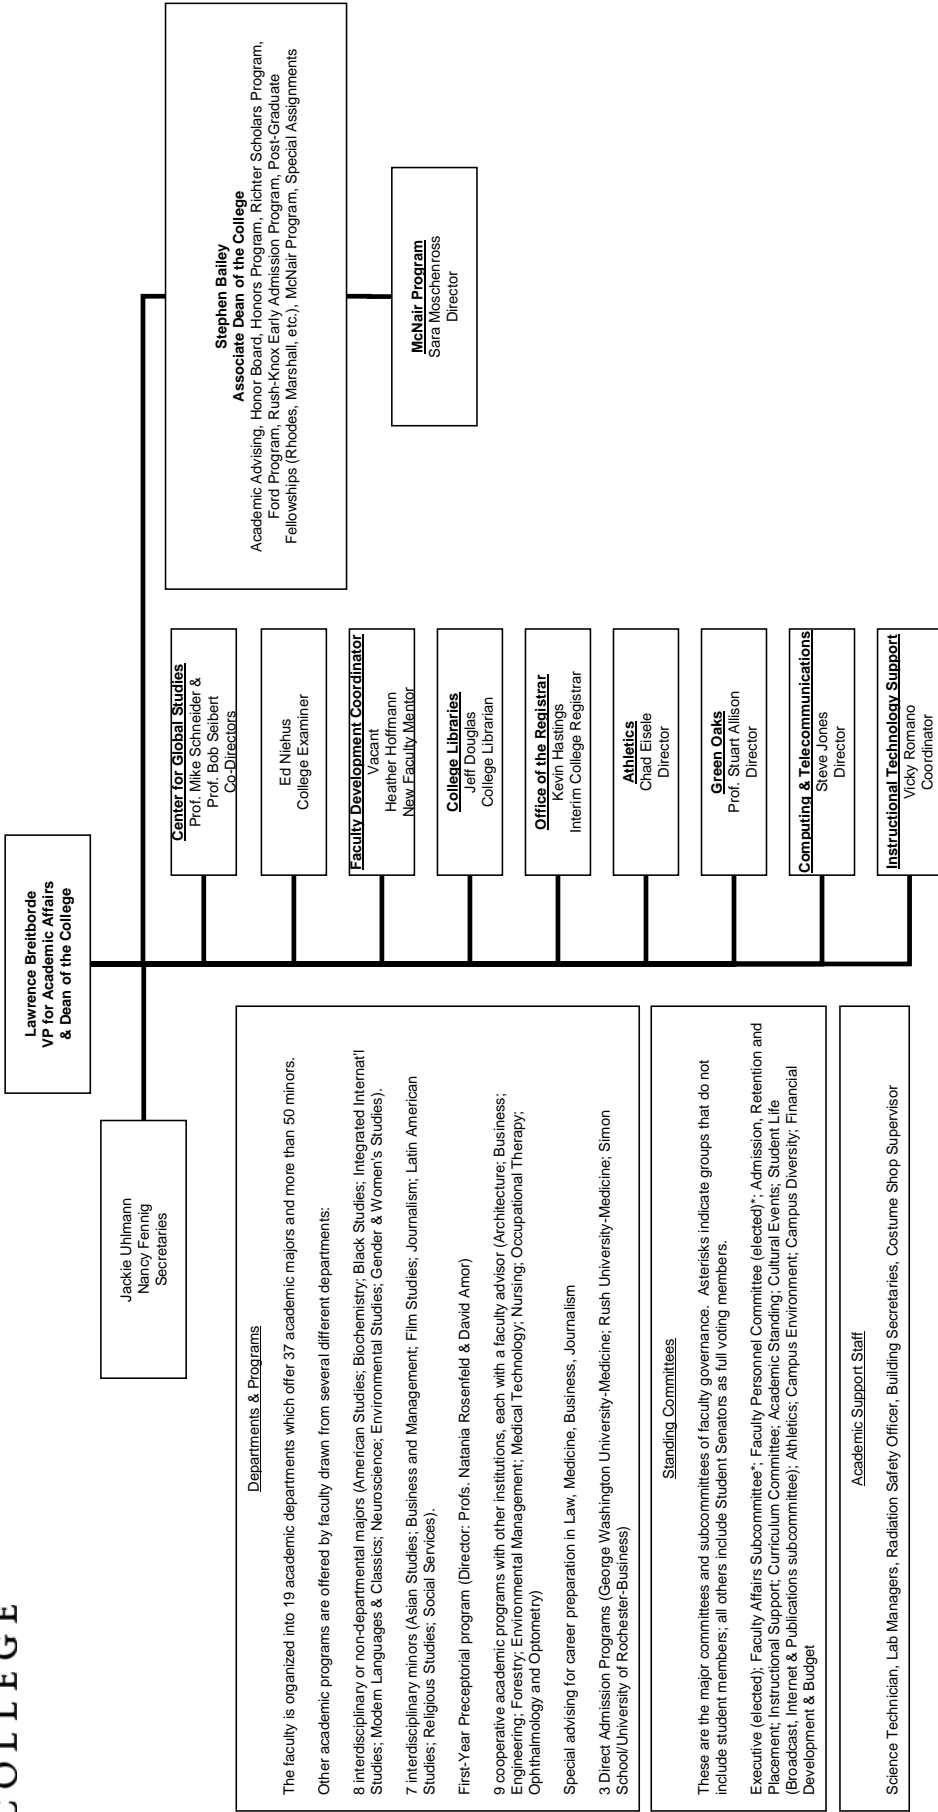 COLLEGE
Lawrence Breitborde
VP for Academic Affairs
& Dean of the College
Jackie Uhlmann
Nancy Fennig
Secretaries
Stephen Bailey
Associate Dean of the College
Academic Advising, Honor Board, Honors Program, Richter Scholars Program,
Ford Program, Rush-Knox Early Admission Program, Post-Graduate
Fellowships (Rhodes, Marshall, etc.), McNair Program, Special Assignments
McNair Program
Sara Moschenross
Director
Center for Global Studies
Prof. Mike Schneider &
Prof. Bob Seibert
Co-Directors
Ed Niehus
College Examiner
Faculty Development Coordinator
Vacant
Heather Hoffmann
New Faculty Mentor
College Libraries
Jeff Douglas
College Librarian
Office of the Registrar
Kevin Hastings
Interim College Registrar
Athletics
Chad Eisele
Director
Green Oaks
Prof. Stuart Allison
Director
Computing & Telecommunications
Steve Jones
Director
Instructional Technology Support
Vicky Romano
Coordinator
Departments & Programs
The faculty is organized into 19 academic departments which offer 37 academic majors and more than 50 minors.
Other academic programs are offered by faculty drawn from several different departments:
8 interdisciplinary or non-departmental majors (American Studies; Biochemistry; Black Studies; Integrated Internat'l
Studies; Modern Languages & Classics; Neuroscience; Environmental Studies; Gender & Women's Studies).
7 interdisciplinary minors (Asian Studies; Business and Management; Film Studies; Journalism; Latin American
Studies; Religious Studies; Social Services).
First-Year Preceptorial program (Director: Profs. Natania Rosenfeld & David Amor)
9 cooperative academic programs with other institutions, each with a faculty advisor (Architecture; Business;
Engineering; Forestry; Environmental Management; Medical Technology; Nursing; Occupational Therapy;
Ophthalmology and Optometry)
Special advising for career preparation in Law, Medicine, Business, Journalism
3 Direct Admission Programs (George Washington University-Medicine; Rush University-Medicine; Simon
School/University of Rochester-Business)
Standing Committees
These are the major committees and subcommittees of faculty governance.  Asterisks indicate groups that do not
include student members; all others include Student Senators as full voting members.
Executive (elected); Faculty Affairs Subcommittee*; Faculty Personnel Committee (elected)*; Admission, Retention and
Placement; Instructional Support; Curriculum Committee; Academic Standing; Cultural Events; Student Life
(Broadcast, Internet & Publications subcommittee); Athletics; Campus Environment; Campus Diversity; Financial
Development & Budget
Academic Support Staff
Science Technician, Lab Managers, Radiation Safety Officer, Building Secretaries, Costume Shop Supervisor